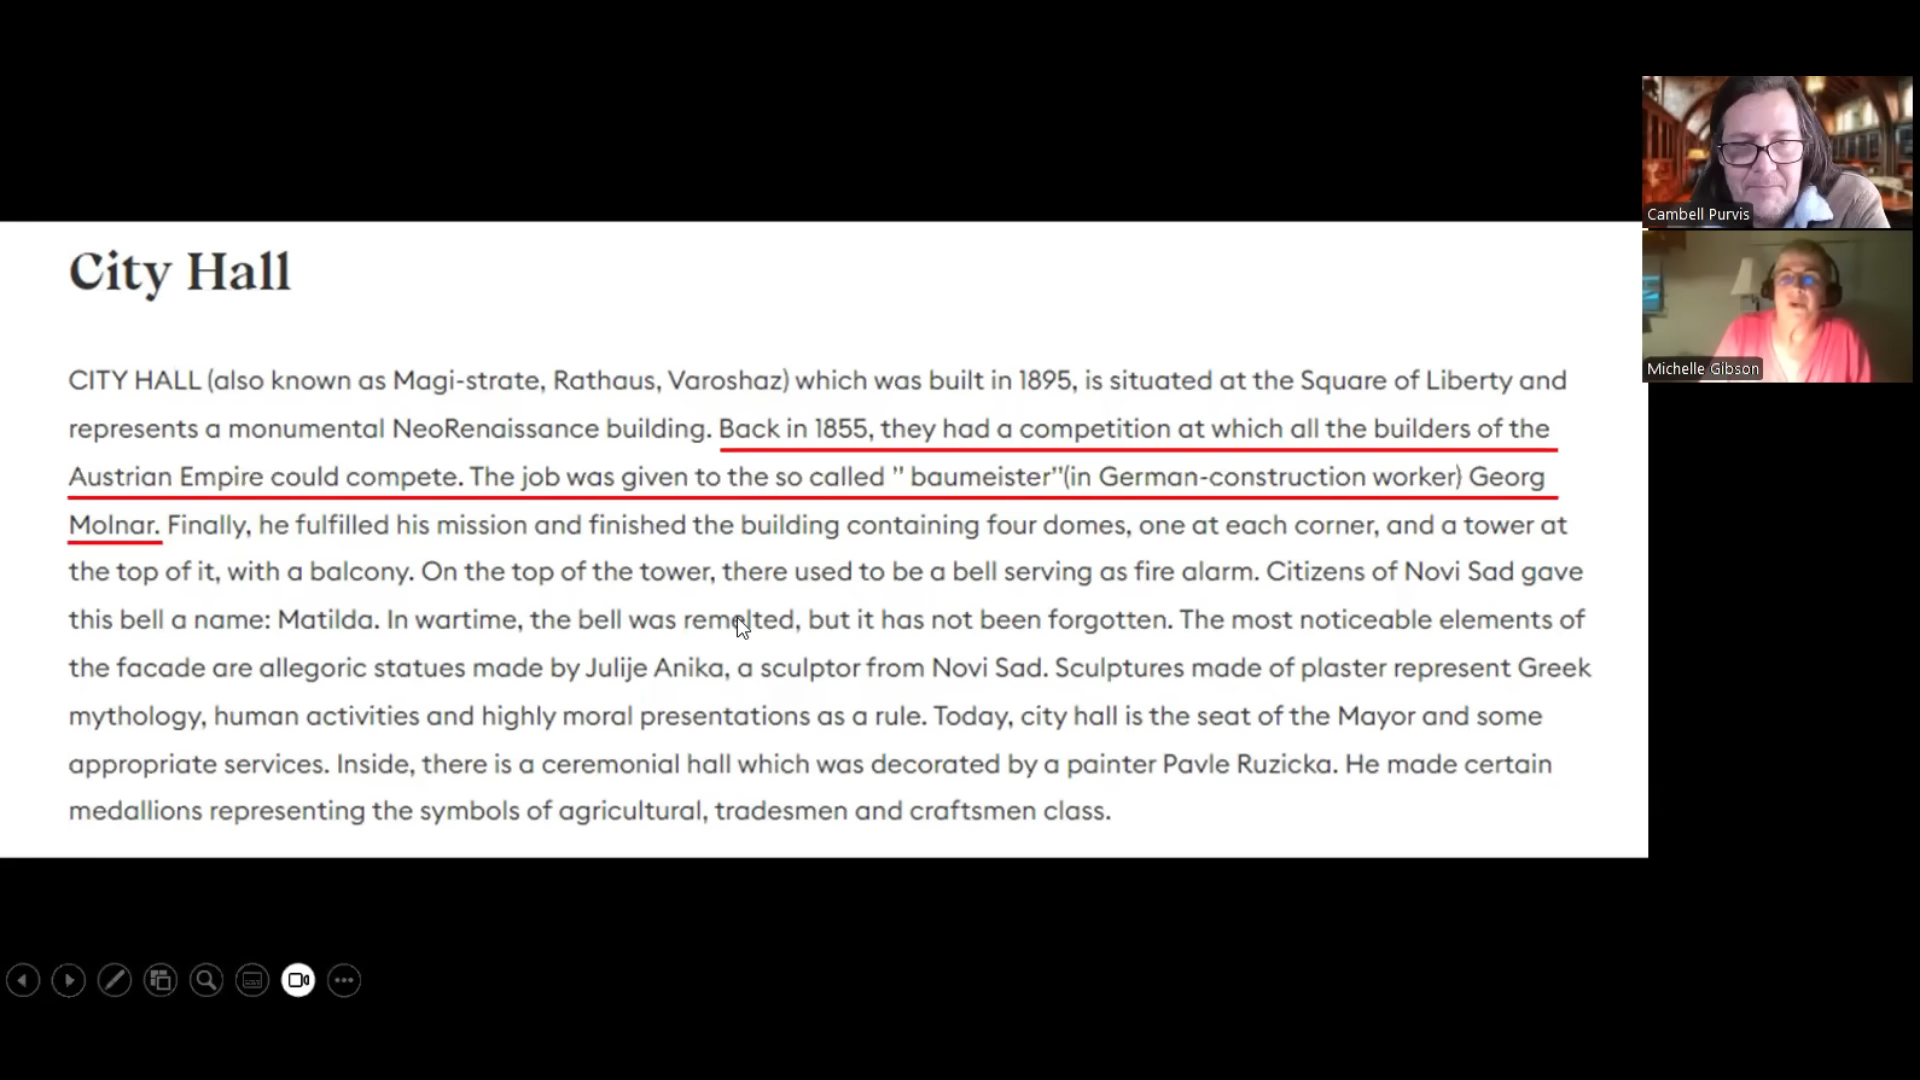 City Hall
CITY HALL (also known as Magi-strate, Rathaus, Varoshaz) which was built in 1895, is situated at the Square of Liberty and
represents a monumental NeoRenaissance building. Back in 1855, they had a competition at which all the builders of the
Austrian Empire could compete. The job was given to the so called " baumeister"(in German-construction worker) Georg
Molnar. Finally, he fulfilled his mission and finished the building containing four domes, one at each corner, and a tower at
the top of it, with a balcony. On the top of the tower, there used to be a bell serving as fire alarm. Citizens of Novi Sad gave
this bell a name: Matilda. In wartime, the bell was remelted, but it has not been forgotten. The most noticeable elements of
the facade are allegoric statues made by Julije Anika, a sculptor from Novi Sad. Sculptures made of plaster represent Greek
mythology, human activities and highly moral presentations as a rule. Today, city hall is the seat of the Mayor and some
appropriate services. Inside, there is a ceremonial hall which was decorated by a painter Pavle Ruzicka. He made certain
medallions representing the symbols of agricultural, tradesmen and craftsmen class.
Cambell Purvis
Michelle Gibson